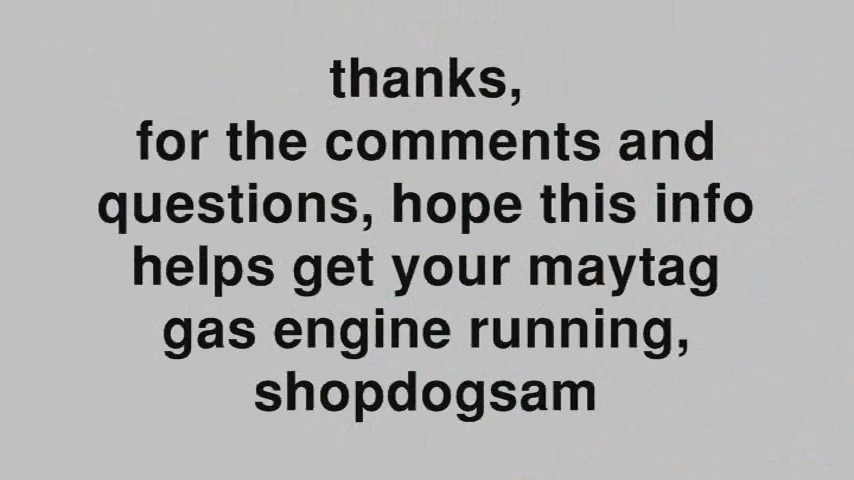 thanks,
for the comments and
questions, hope this info
helps get your maytag
gas engine running,
shopdogsam